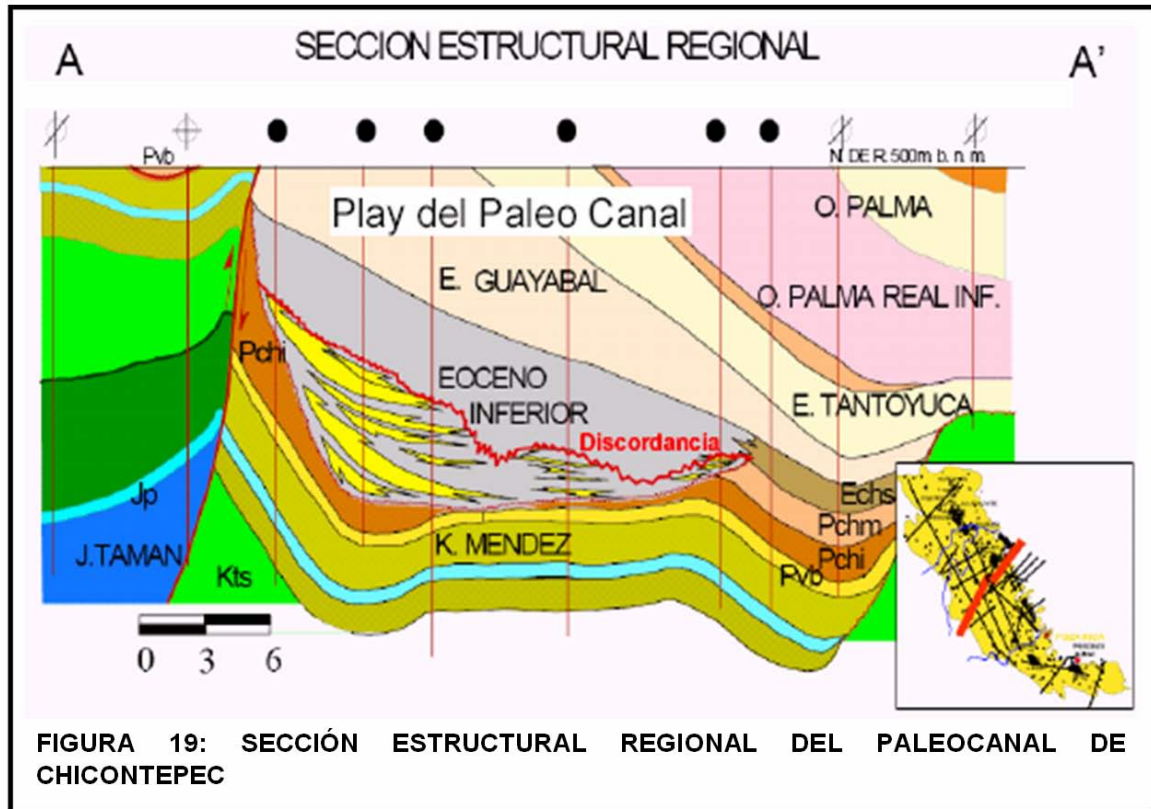 SECCION ESTRUCTURAL REGIONAL
A A'
Pvb
N. DE R. 500m. b. n. m.
Play del Paleo Canal
O. PALMA
E. GUAYABAL
O. PALMA REAL INF.
Pchi
EOCENO
INFERIOR
E. TANTOYUCA
Discordancia
Jp
Echs
Pchm
K. MENDEZ
Pchi
J. TAMAN
Pvb
Kts
0 3 6
FIGURA 19: SECCIÓN ESTRUCTURAL REGIONAL DEL PALEOCANAL DE
CHICONTEPEC